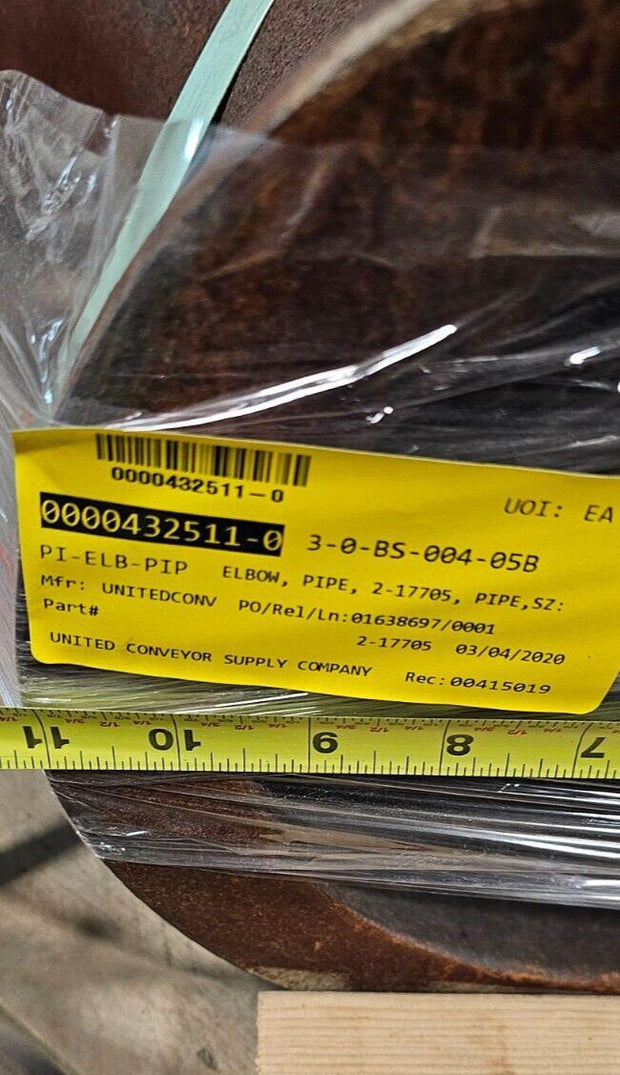 0000432511-0
UOI: EA
0000432511-0 3-0-BS-004-05B
PI-ELB-PIP ELBOW, PIPE, 2-17705, PIPE,SZ:
Mfr: UNITEDCONV PO/Rel/Ln:01638697/0001
Part# 2-17705 03/04/2020
UNITED CONVEYOR SUPPLY COMPANY Rec:00415019
11 10 9 8 7